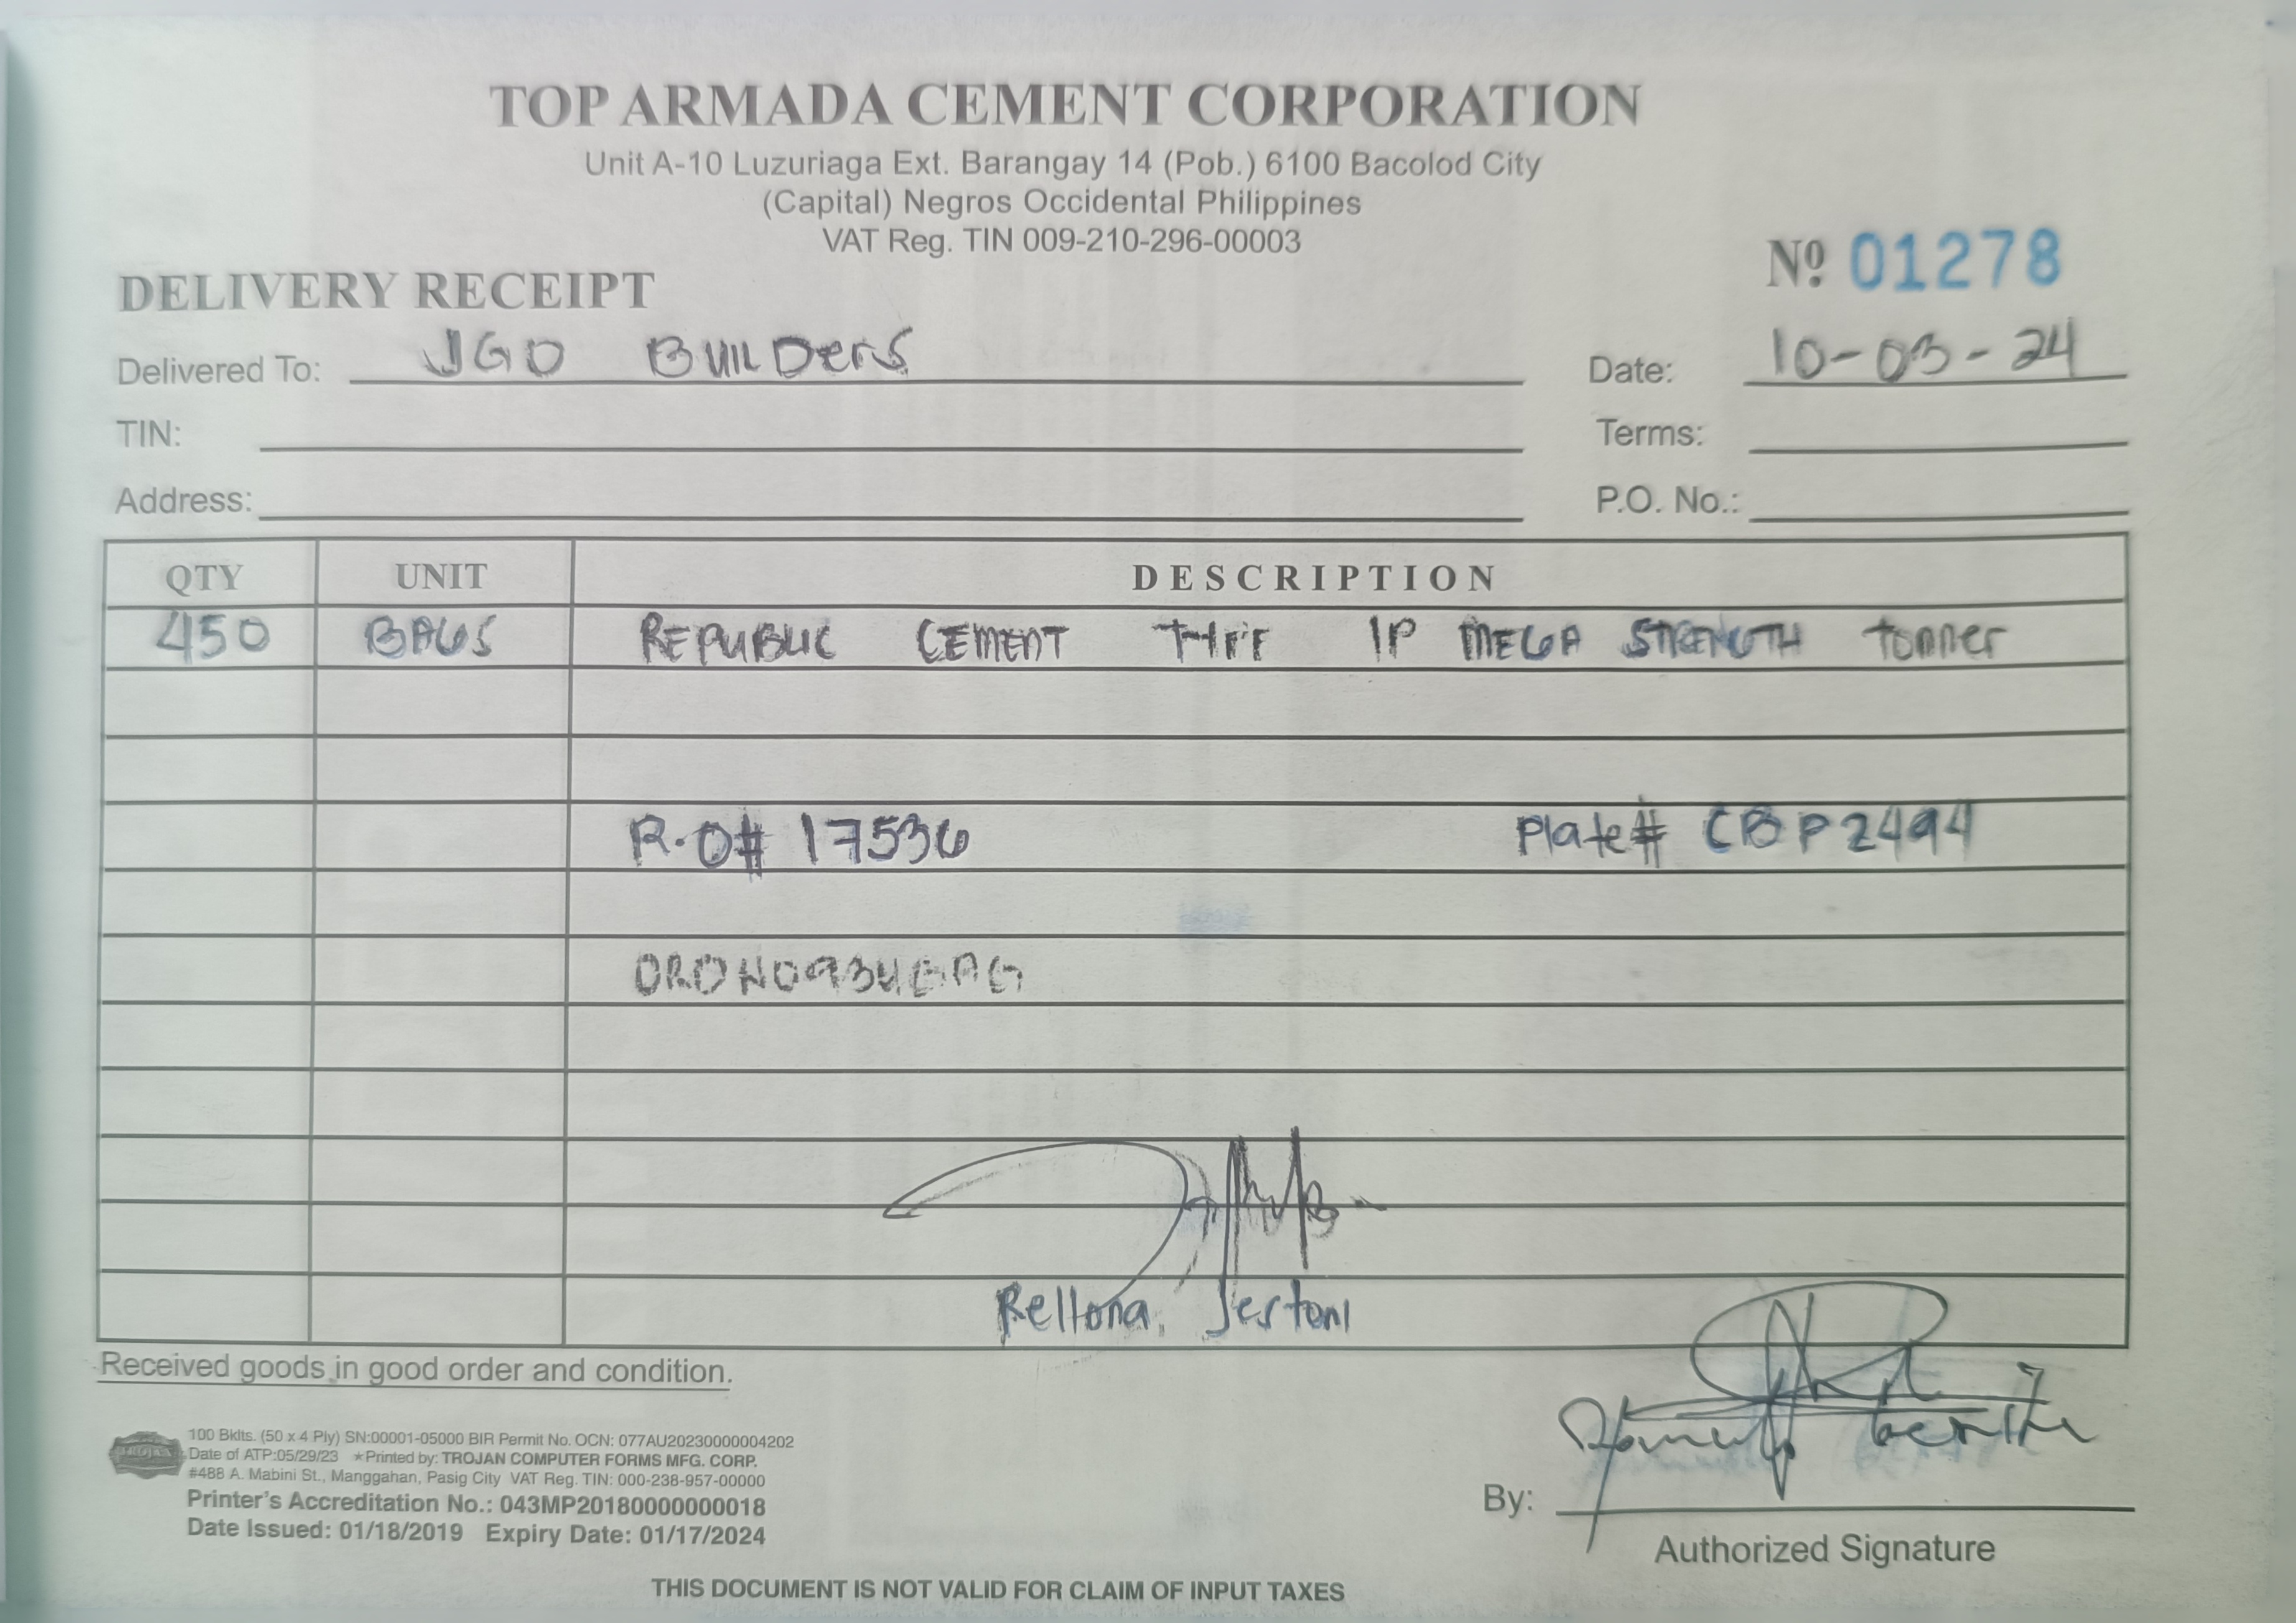 TOP ARMADA CEMENT CORPORATION
Unit A-10 Luzuriaga Ext. Barangay 14 (Pob.) 6100 Bacolod City
(Capital) Negros Occidental Philippines
VAT Reg. TIN 009-210-296-00003
Nº 01278
DELIVERY RECEIPT
Delivered To: JGO BUILDers Date: 10-03-24
TIN: Terms:
Address: P.O. No.:
QTY UNIT DESCRIPTION
450 BAGS REPUBLIC CEMENT 1P MEGA STRENGTH tonner
R.O# 17536 Plate# CBP2494
Rellona, Jestoni
Received goods in good order and condition.
TROJAN
100 Bklts. (50 x 4 Ply) SN:00001-05000 BIR Permit No. OCN: 077AU20230000004202
Date of ATP:05/29/23 ★Printed by: TROJAN COMPUTER FORMS MFG. CORP.
#488 A. Mabini St., Manggahan, Pasig City VAT Reg. TIN: 000-238-957-00000
Printer's Accreditation No.: 043MP20180000000018
Date Issued: 01/18/2019 Expiry Date: 01/17/2024
By:
Authorized Signature
THIS DOCUMENT IS NOT VALID FOR CLAIM OF INPUT TAXES